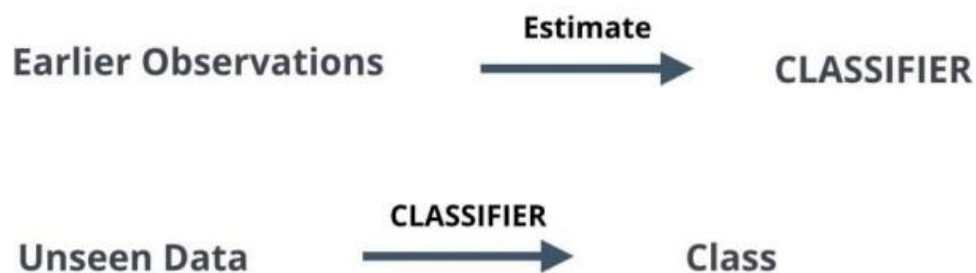 Estimate
Earlier Observations CLASSIFIER
CLASSIFIER
Unseen Data Class